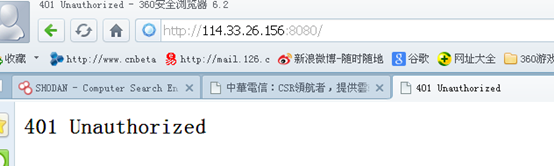 401 Unauthorized - 360安全浏览器 6.2
http://114.33.26.156:8080/
收藏 http://www.cnbeta http://mail.126.c 新浪微博-随时随地 谷歌 网址大全 360游戏
SHODAN - Computer Search En 中華電信：CSR領航者，提供雲端 401 Unauthorized
401 Unauthorized